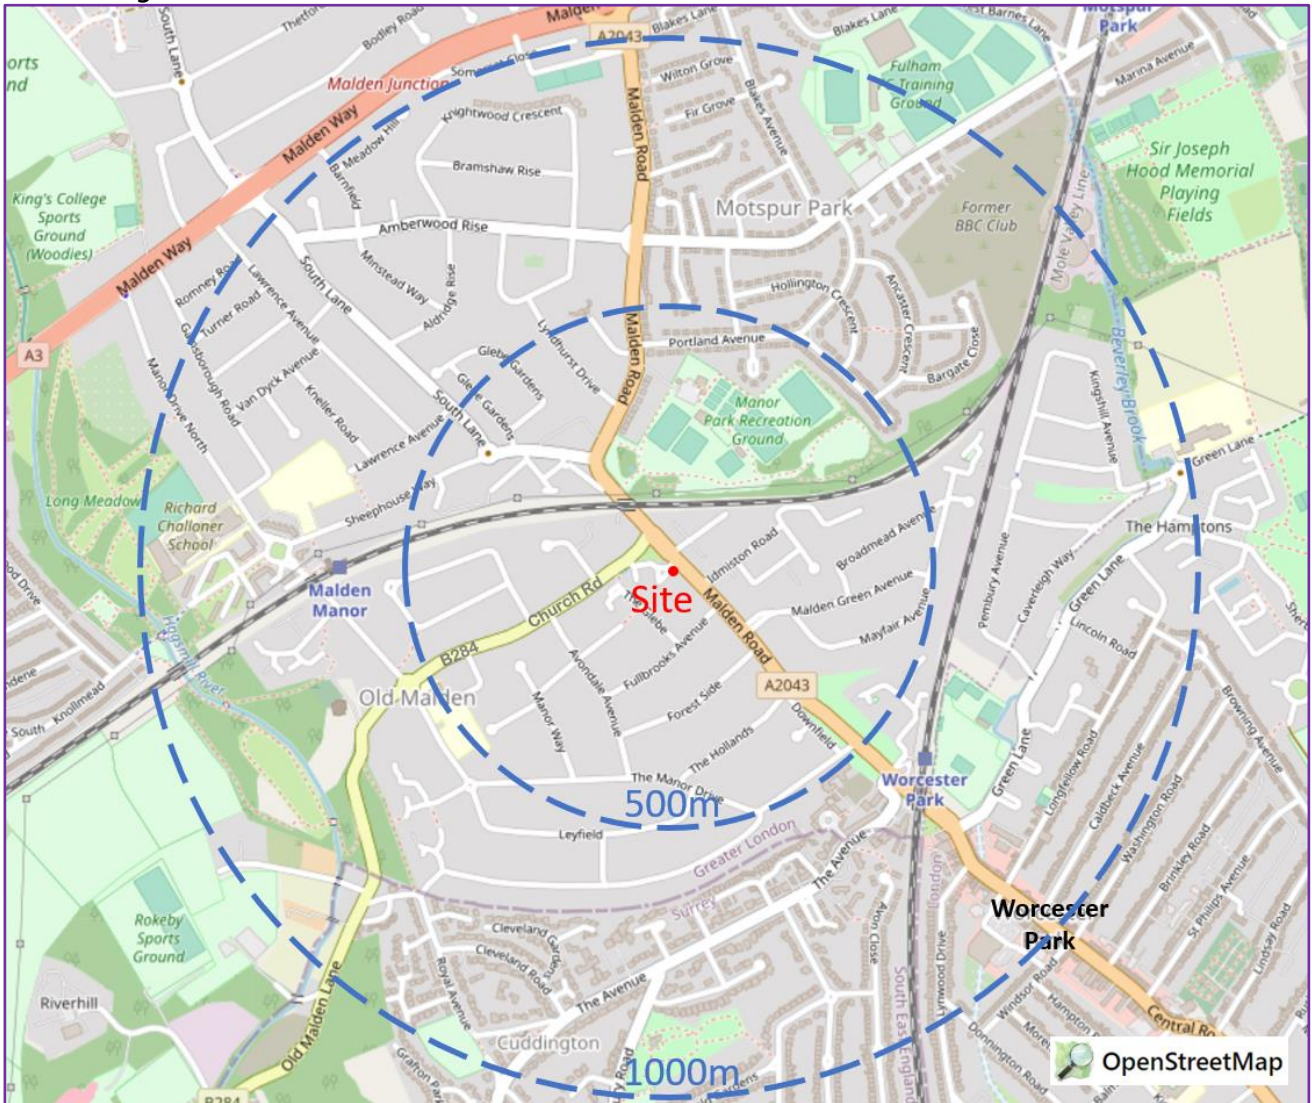 Malden
A2043
Blakes Lane
Blakes Lane
St Barnes Lane
Motspur
Park
South Lane
Bodley Road
Somerset Close
Malden Junction
Wilton Grove
Fulham
FC Training
Ground
Marina Avenue
Malden Way
Knightwood Crescent
Malden Road
Fir Grove
Blakes Avenue
Meadow Hill
Barnfield
Bramshaw Rise
Sir Joseph
Hood Memorial
Playing
Fields
King's College
Sports
Ground
(Woodies)
Malden Way
Amberwood Rise
Motspur Park
Former
BBC Club
Mole Valley Line
Romney Road
Lawrence Avenue
South Lane
Minstead Way
Aldridge Rise
Hollington Crescent
Ancaster Crescent
Turner Road
Gainsborough Road
A3
Manor Drive North
Van Dyck Avenue
Kneller Road
Glebe Gardens
Lyndhurst Drive
Malden Road
Portland Avenue
Bargate Close
Beverley Brook
Kingshill Avenue
Glebe Gardens
South Lane
Lawrence Avenue
Manor
Park Recreation
Ground
Green Lane
Long Meadow
Richard
Challoner
School
Sheephouse Way
The Hamptons
Malden
Manor
Church Rd
Site
Idmiston Road
Broadmead Avenue
Malden Green Avenue
Mayfair Avenue
Pembury Avenue
Caverleigh Way
Green Lane
Lincoln Road
The Glebe
Malden Road
Fullbrooks Avenue
B284
Hogsmill River
South
Knollmead
Old Malden
Avondale Avenue
Manor Way
Forest Side
A2043
Downfield
The Hollands
Browning Avenue
The Manor Drive
500m
Worcester
Park
Green Lane
Longfellow Road
Caldbeck Avenue
Washington Road
Leyfield
Greater London
Surrey
The Avenue
Brinkley Road
St Philips Avenue
Lindsay Road
London
Worcester
Park
Rokeby
Sports
Ground
Cleveland Gardens
Cleveland Road
Royal Avenue
The Avenue
Avon Close
Lynwood Drive
South East England
Windsor Road
Hampton
Central Ro
Riverhill
Old Malden Lane
Cuddington
Donnington Road
Grafton Park
1000m
B284
OpenStreetMap